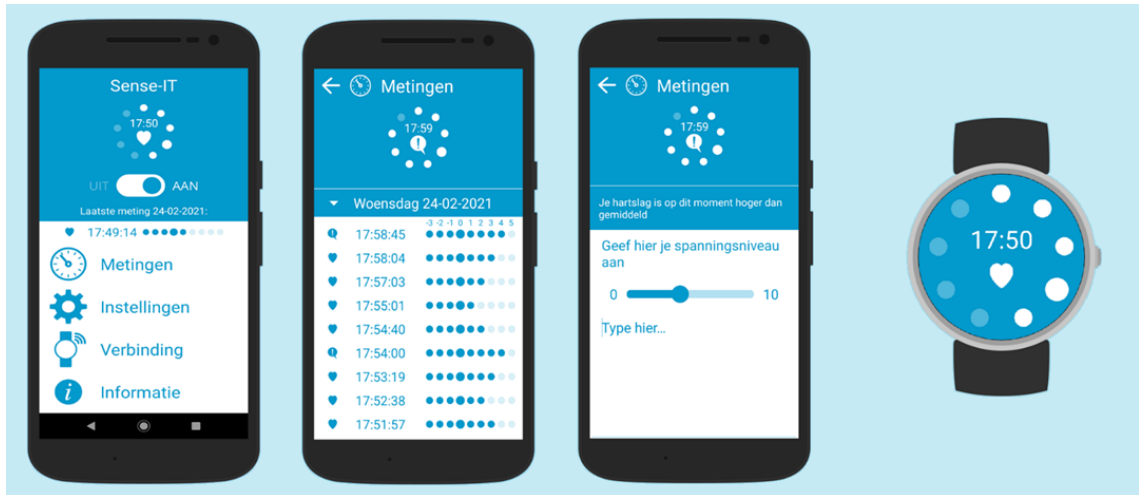 Sense-IT
17:50
UIT AAN
Laatste meting 24-02-2021:
17:49:14
Metingen
Instellingen
Verbinding
i Informatie
Metingen
17:59
!
Woensdag 24-02-2021
-3 -2 -1 0 1 2 3 4 5
17:58:45
17:58:04
17:57:03
17:55:01
17:54:40
17:54:00
17:53:19
17:52:38
17:51:57
Metingen
17:59
!
Je hartslag is op dit moment hoger dan
gemiddeld
Geef hier je spanningsniveau
aan
0 10
Type hier...
17:50